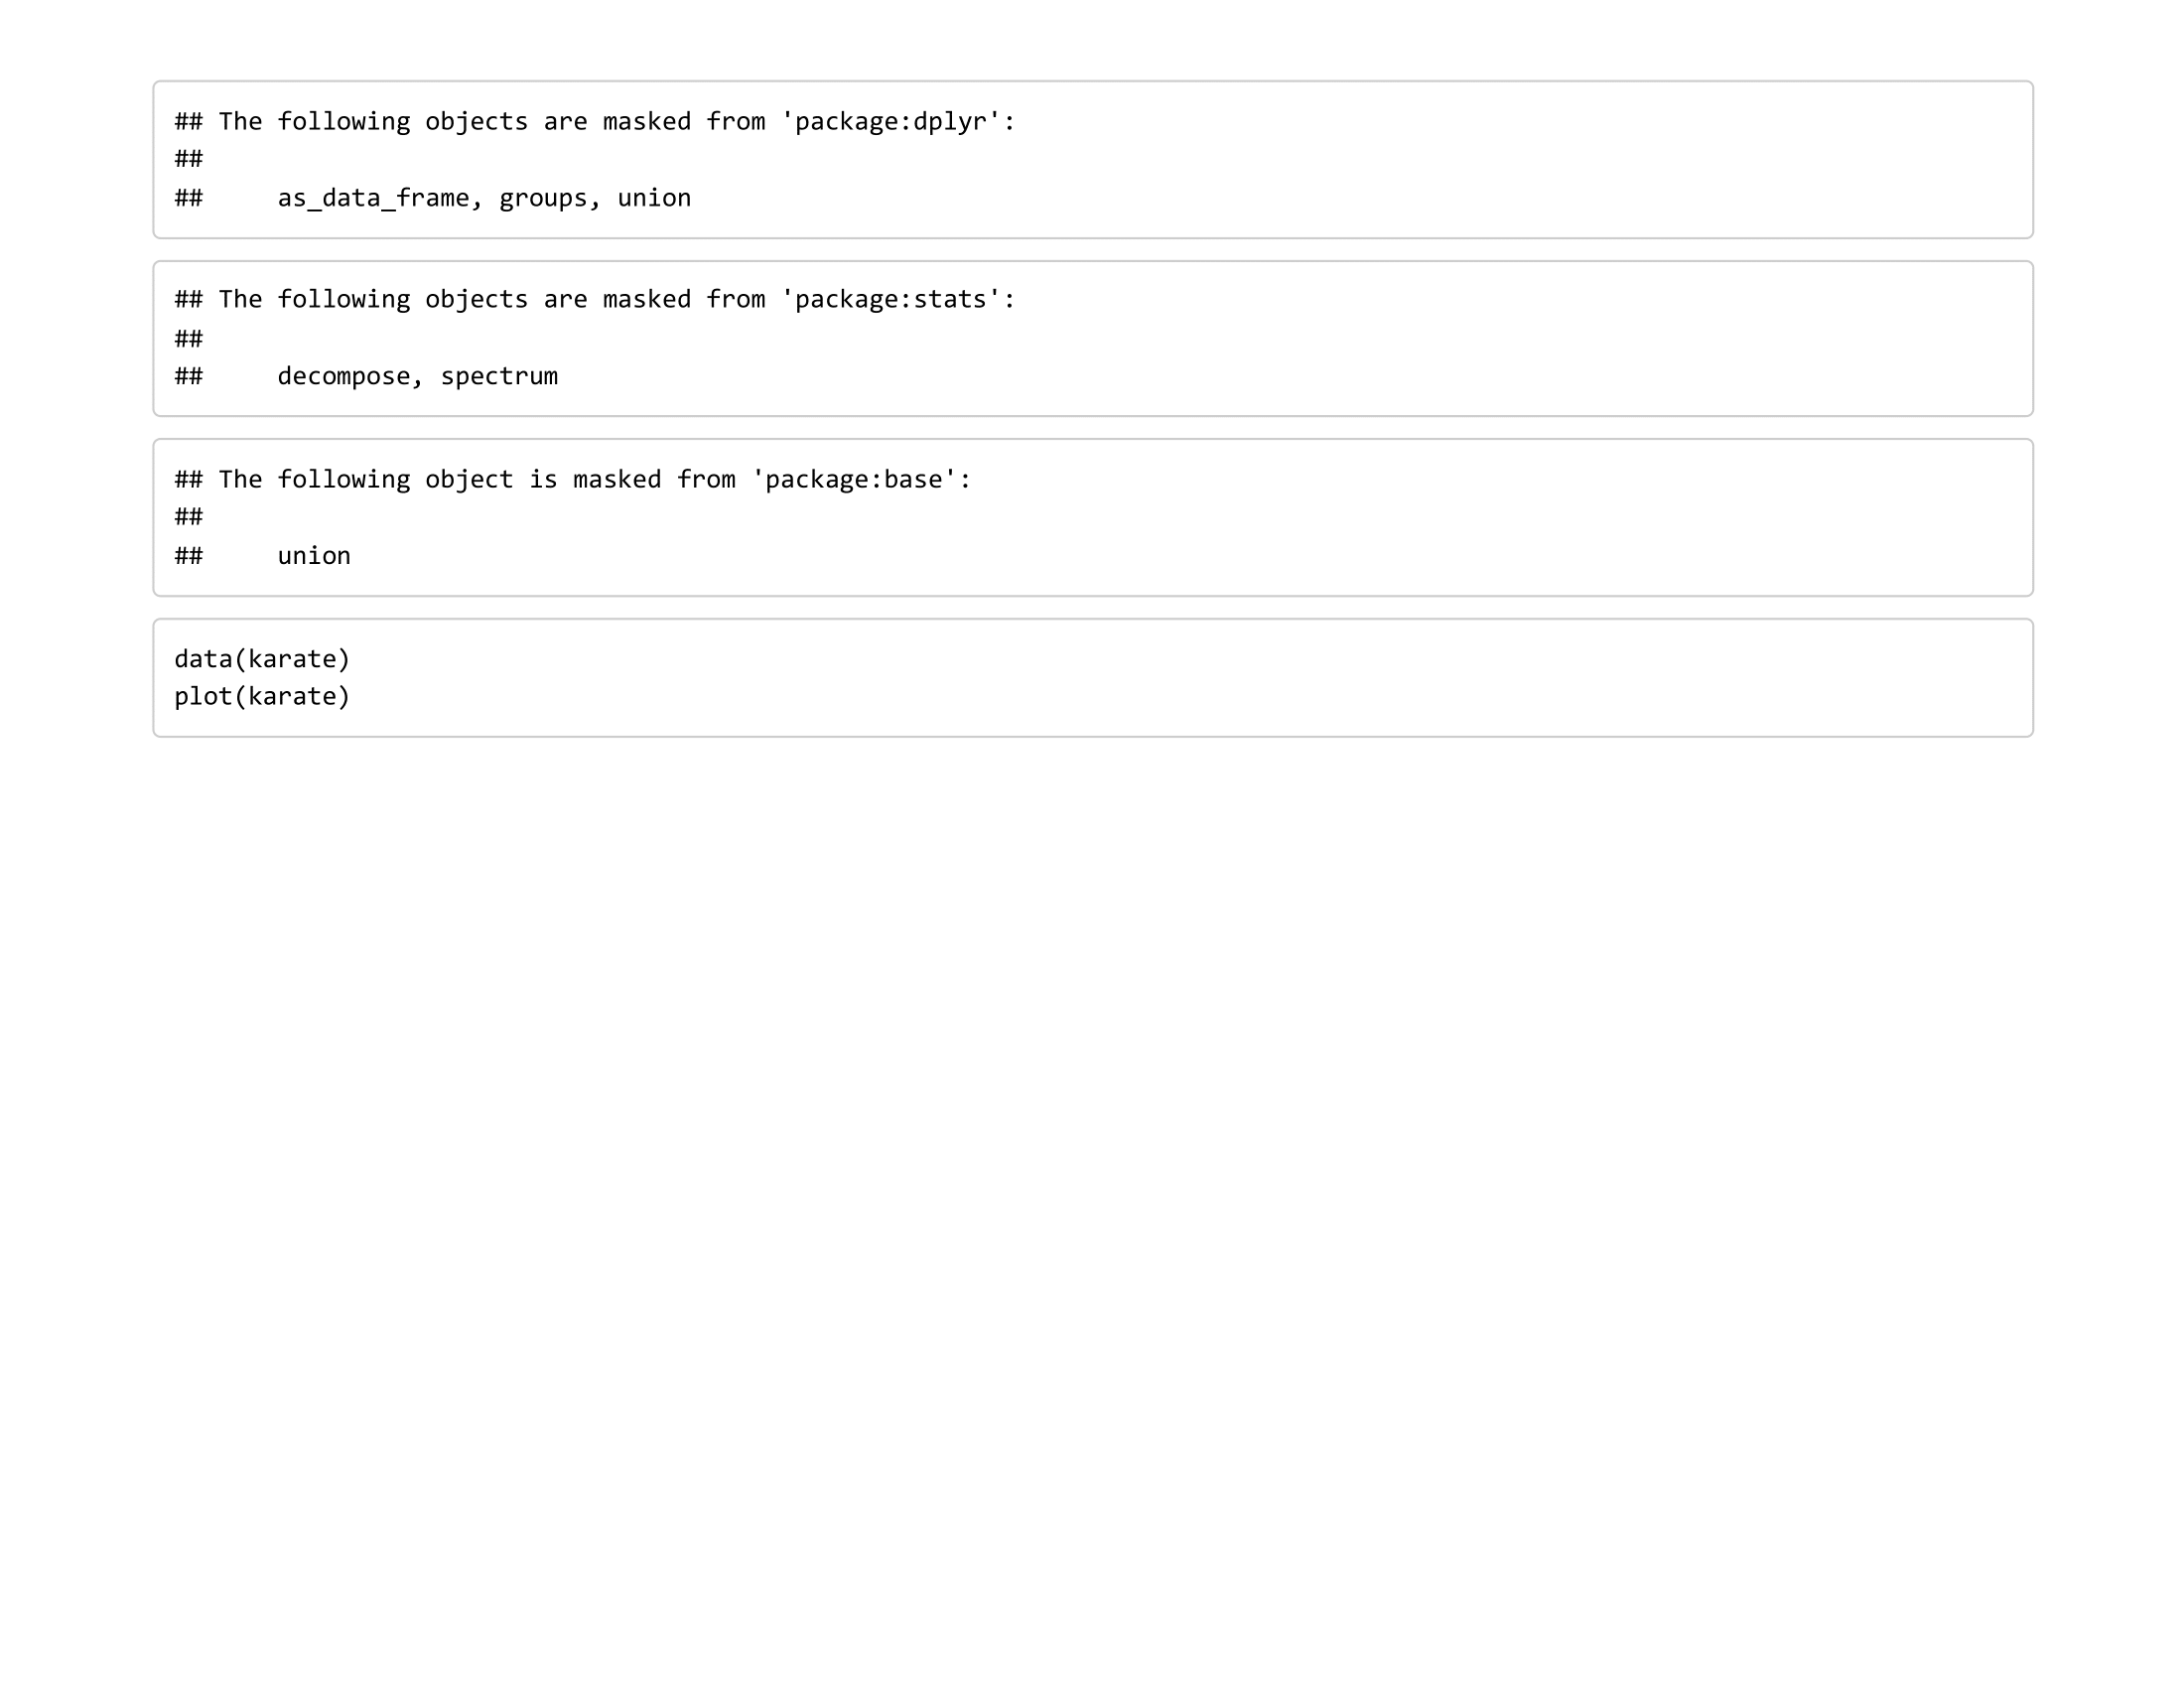 ## The following objects are masked from 'package:dplyr':
##
##     as_data_frame, groups, union
## The following objects are masked from 'package:stats':
##
##     decompose, spectrum
## The following object is masked from 'package:base':
##
##     union
data(karate)
plot(karate)